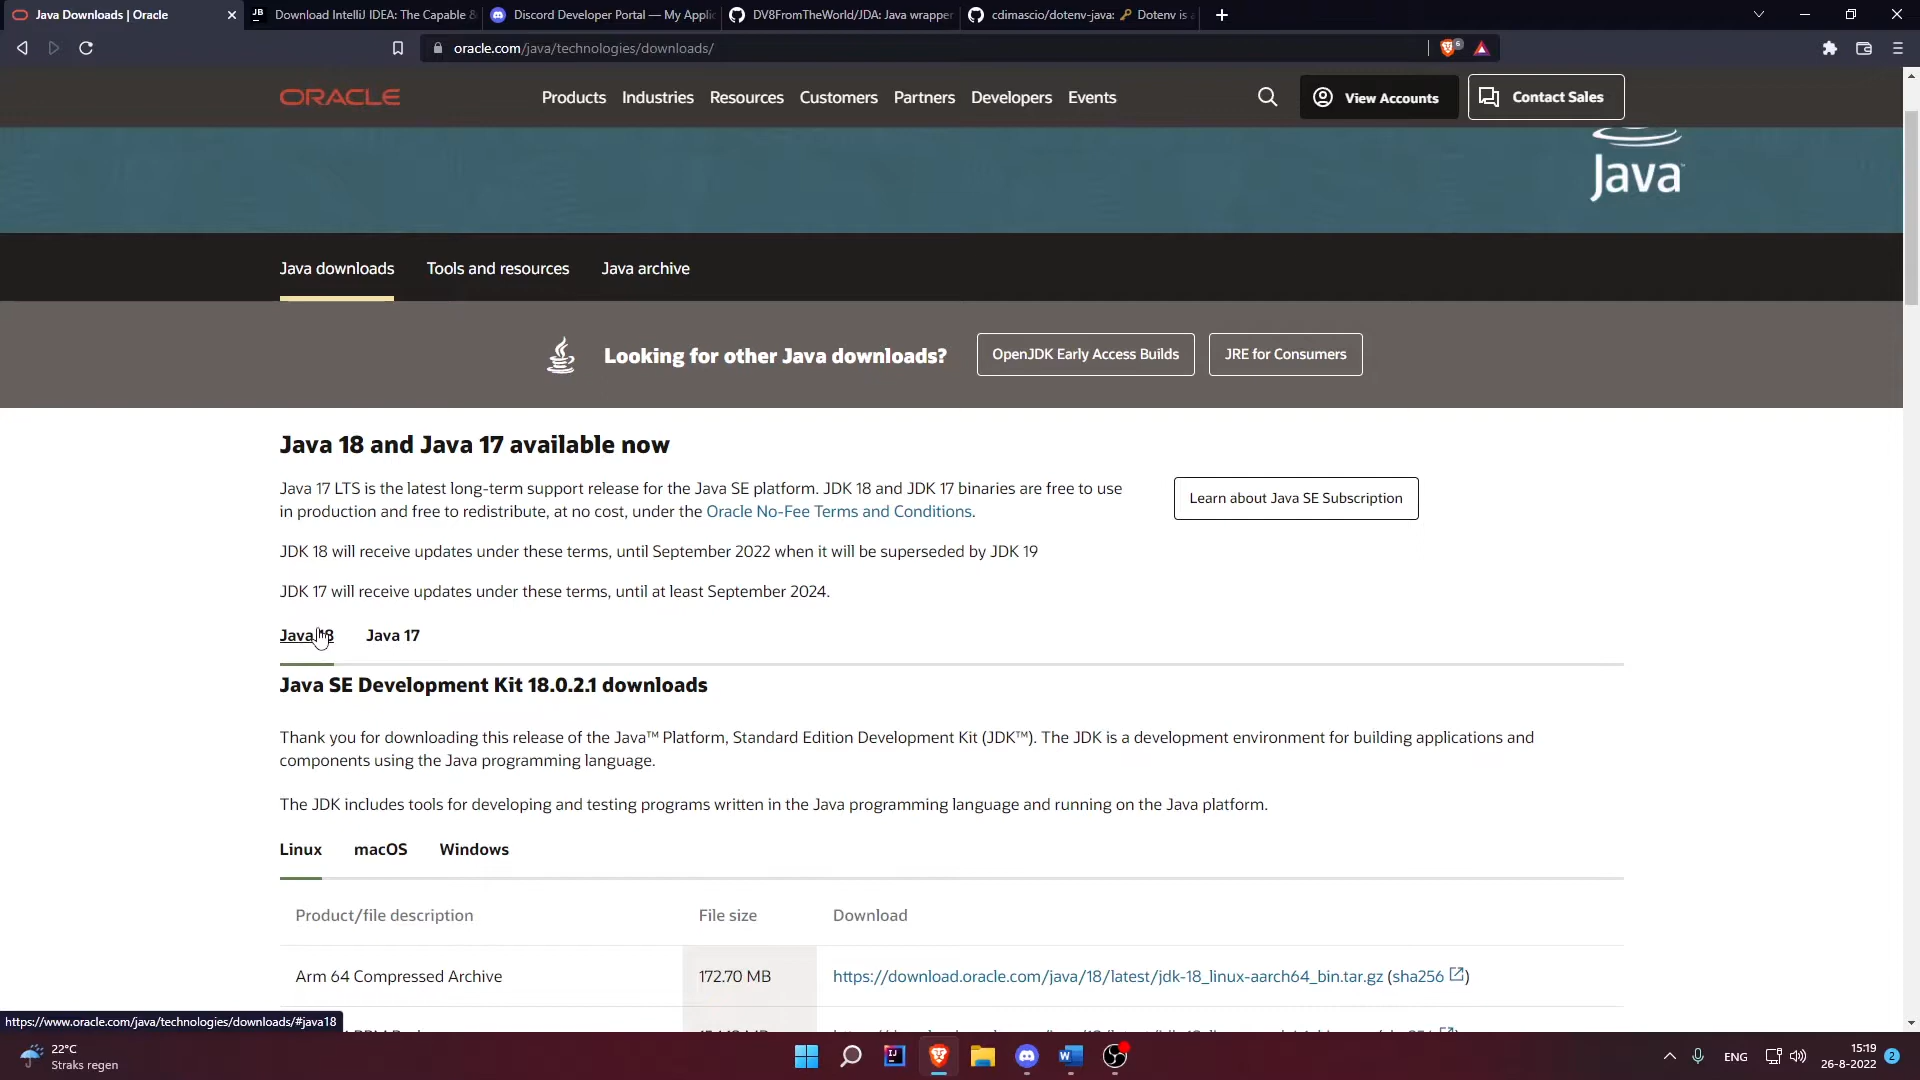 Java Downloads | Oracle
JB Download IntelliJ IDEA: The Capable &
Discord Developer Portal — My Applic
DV8FromTheWorld/JDA: Java wrapper
cdimascio/dotenv-java: 🔑 Dotenv is a
oracle.com/java/technologies/downloads/
6
ORACLE
Products Industries Resources Customers Partners Developers Events
View Accounts
Contact Sales
Java™
Java downloads Tools and resources Java archive
Looking for other Java downloads?
OpenJDK Early Access Builds
JRE for Consumers
Java 18 and Java 17 available now
Java 17 LTS is the latest long-term support release for the Java SE platform. JDK 18 and JDK 17 binaries are free to use
in production and free to redistribute, at no cost, under the Oracle No-Fee Terms and Conditions.
Learn about Java SE Subscription
JDK 18 will receive updates under these terms, until September 2022 when it will be superseded by JDK 19
JDK 17 will receive updates under these terms, until at least September 2024.
Java 18 Java 17
Java SE Development Kit 18.0.2.1 downloads
Thank you for downloading this release of the Java™ Platform, Standard Edition Development Kit (JDK™). The JDK is a development environment for building applications and
components using the Java programming language.
The JDK includes tools for developing and testing programs written in the Java programming language and running on the Java platform.
Linux macOS Windows
Product/file description File size Download
Arm 64 Compressed Archive 172.70 MB https://download.oracle.com/java/18/latest/jdk-18_linux-aarch64_bin.tar.gz (sha256)
https://www.oracle.com/java/technologies/downloads/#java18
22°C
Straks regen
ENG
15:19
26-8-2022
2